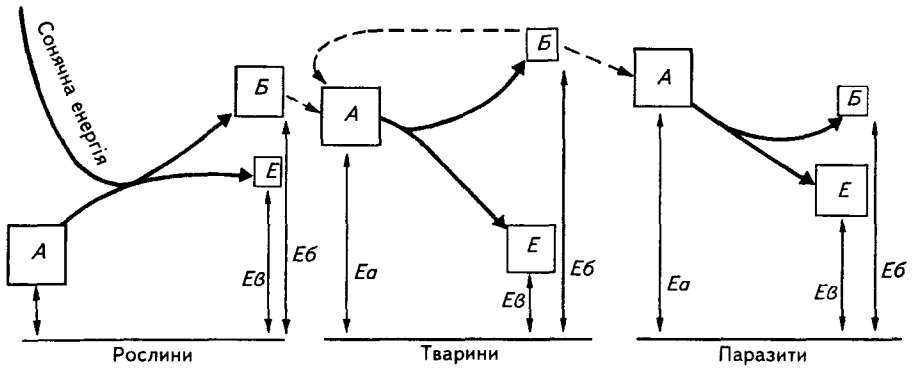 Сонячна енергія
А
Б
Е
Ев
Еб
Рослини
А
Б
Е
Еа
Ев
Еб
Тварини
А
Б
Е
Еа
Ев
Еб
Паразити